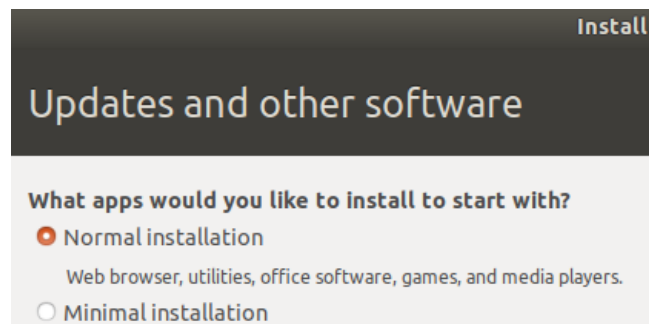 Install
Updates and other software
What apps would you like to install to start with?
Normal installation
Web browser, utilities, office software, games, and media players.
Minimal installation